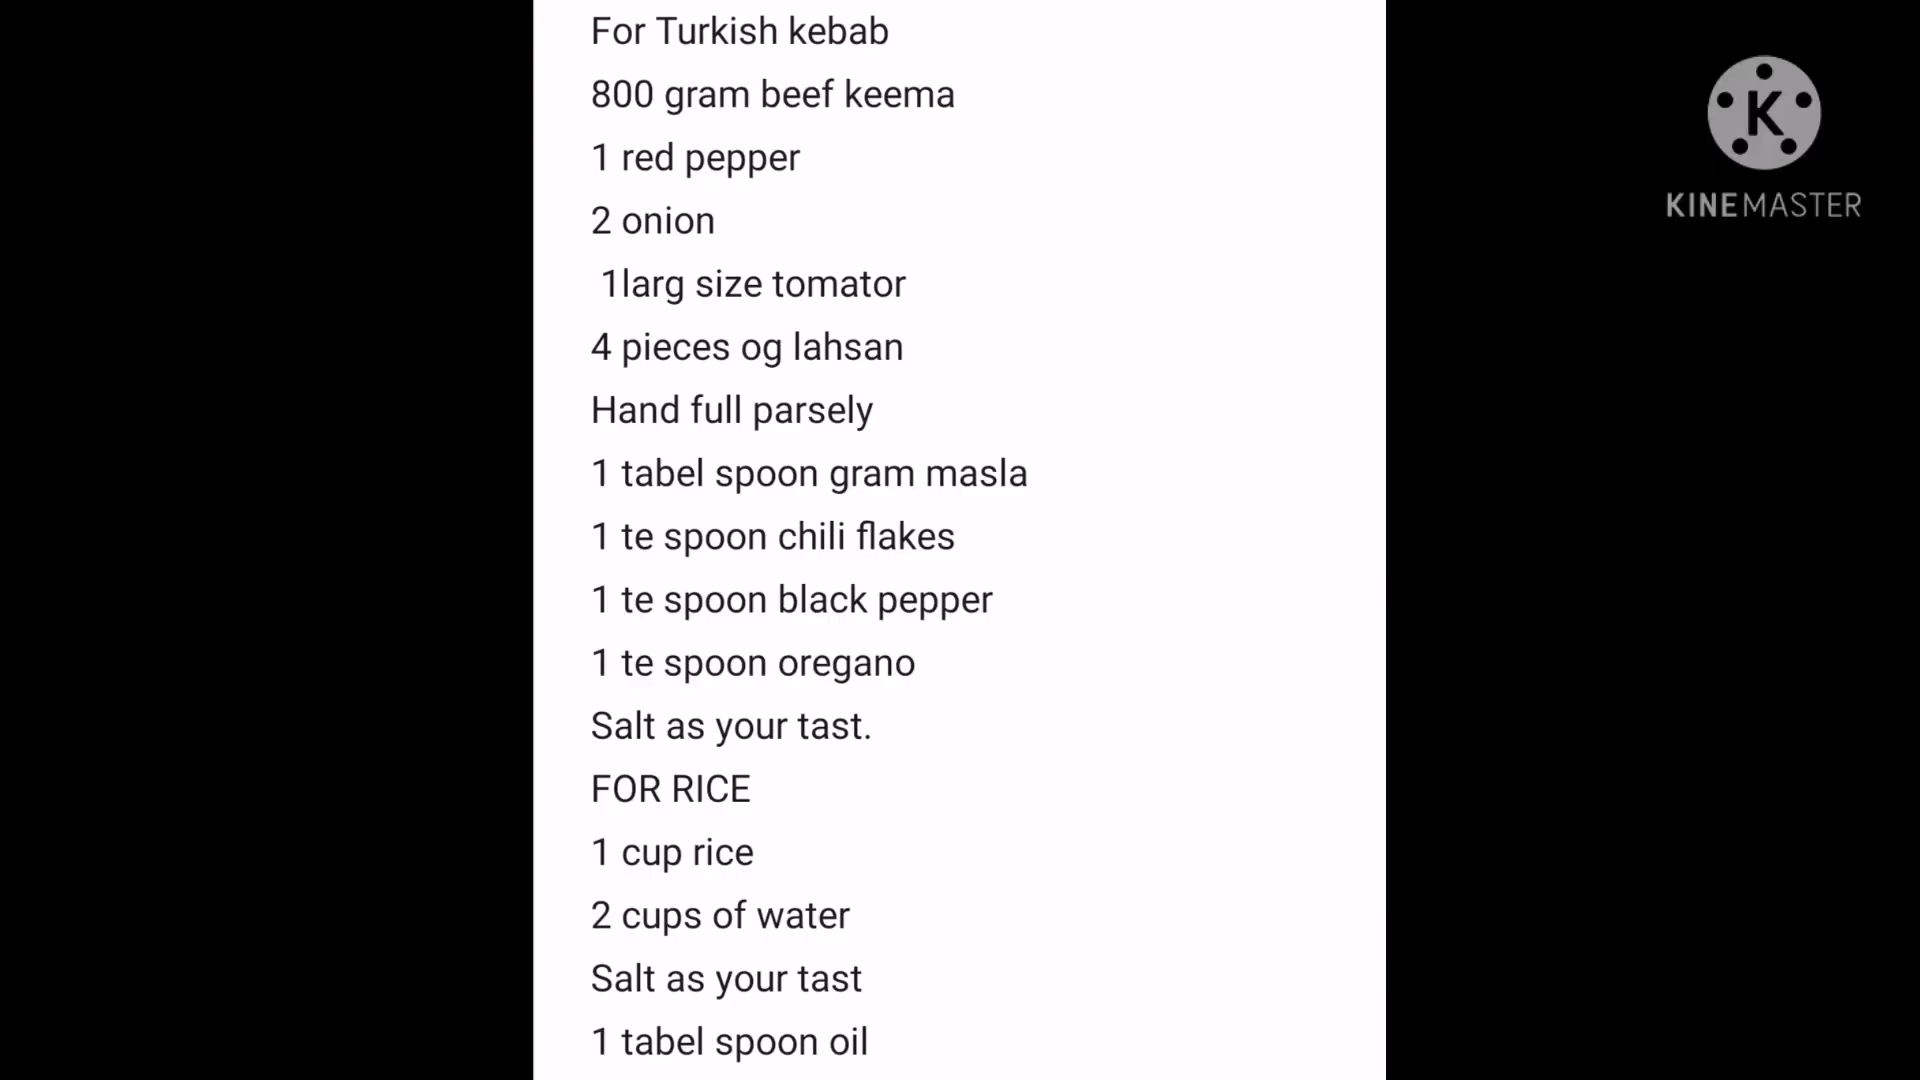 For Turkish kebab
800 gram beef keema
1 red pepper
2 onion
1larg size tomator
4 pieces og lahsan
Hand full parsely
1 tabel spoon gram masla
1 te spoon chili flakes
1 te spoon black pepper
1 te spoon oregano
Salt as your tast.
FOR RICE
1 cup rice
2 cups of water
Salt as your tast
1 tabel spoon oil
K
KINEMASTER